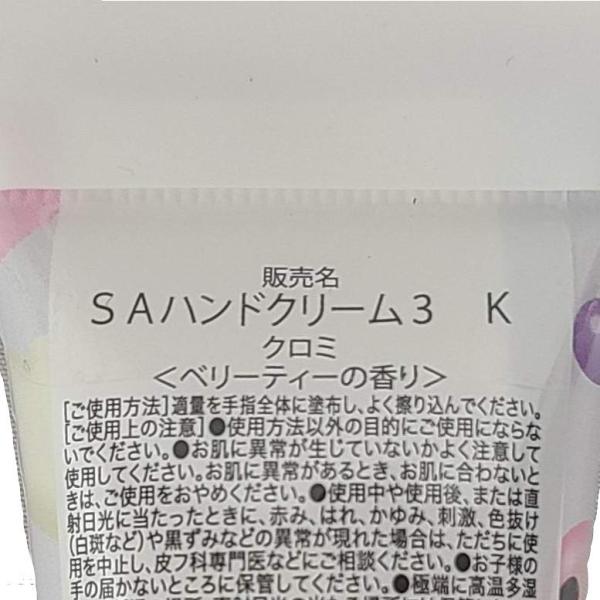 販売名
ＳＡハンドクリーム３　Ｋ
クロミ
＜ベリーティーの香り＞
[ご使用方法]適量を手指全体に塗布し、よく擦り込んでください。
[ご使用上の注意]●使用方法以外の目的にご使用にならな
いでください。●お肌に異常が生じていないかよく注意して
使用してください。お肌に異常があるとき、お肌に合わないと
きは、ご使用をおやめください。●使用中や使用後、または直
射日光に当たったときに、赤み、はれ、かゆみ、刺激、色抜け
(白斑など)や黒ずみなどの異常が現れた場合は、ただちに使
用を中止し、皮フ科専門医などにご相談ください。●お子様の
手の届かないところに保管してください。●極端に高温多湿